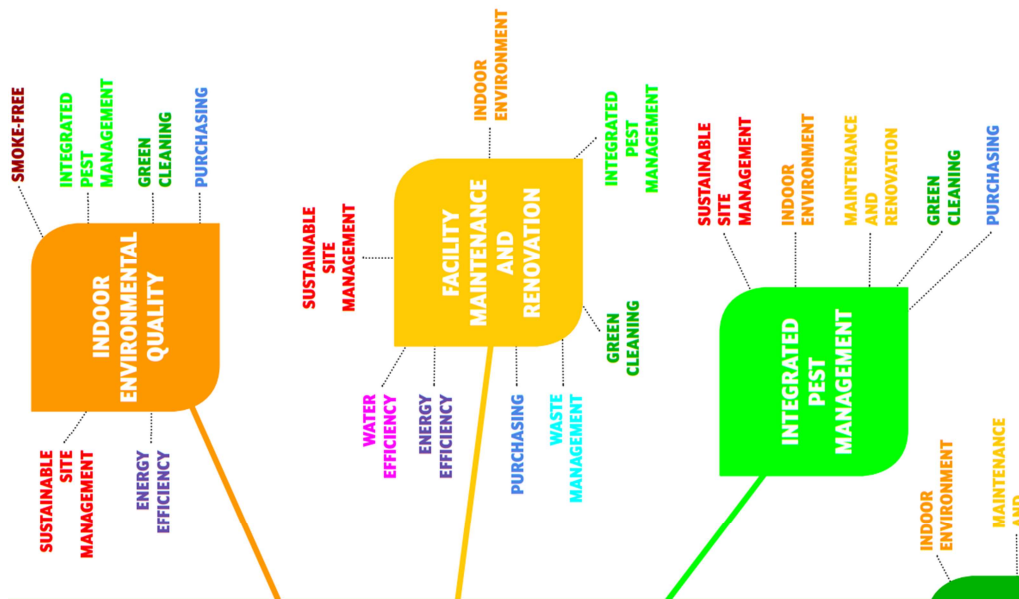 SMOKE-FREE
INTEGRATED
PEST
MANAGEMENT
GREEN
CLEANING
PURCHASING
INDOOR
ENVIRONMENTAL
QUALITY
SUSTAINABLE
SITE
MANAGEMENT
ENERGY
EFFICIENCY
INDOOR
ENVIRONMENT
INTEGRATED
PEST
MANAGEMENT
SUSTAINABLE
SITE
MANAGEMENT
FACILITY
MAINTENANCE
AND
RENOVATION
GREEN
CLEANING
WATER
EFFICIENCY
ENERGY
EFFICIENCY
PURCHASING
WASTE
MANAGEMENT
SUSTAINABLE
SITE
MANAGEMENT
INDOOR
ENVIRONMENT
MAINTENANCE
AND
RENOVATION
GREEN
CLEANING
PURCHASING
INTEGRATED
PEST
MANAGEMENT
INDOOR
ENVIRONMENT
MAINTENANCE
AND